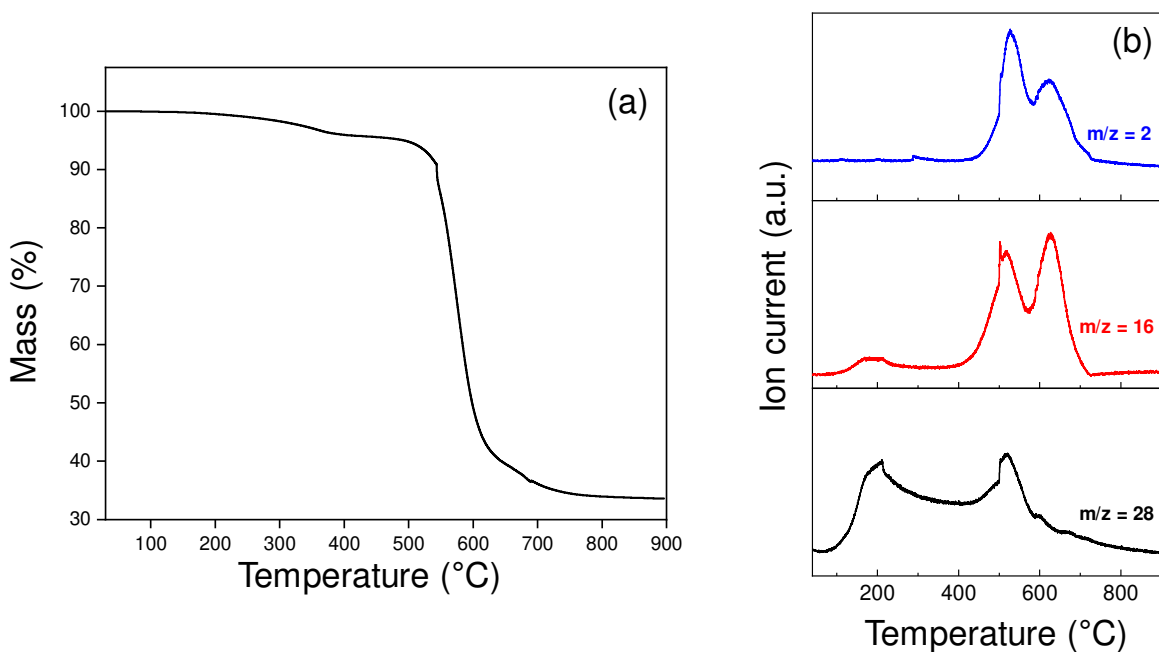 (a)
Mass (%)
100
90
80
70
60
50
40
30
100 200 300 400 500 600 700 800 900
Temperature (°C)
(b)
Ion current (a.u.)
m/z = 2
m/z = 16
m/z = 28
200 400 600 800
Temperature (°C)